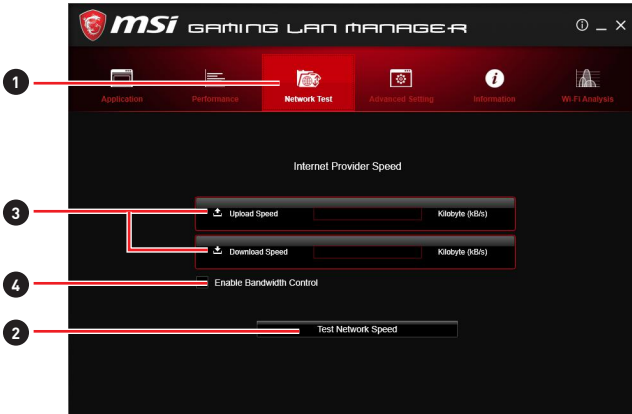 msi GAMING LAN MANAGER
1
Application Performance Network Test Advanced Setting Information Wi-Fi Analysis
Internet Provider Speed
3
Upload Speed Kilobyte (kB/s)
Download Speed Kilobyte (kB/s)
4
Enable Bandwidth Control
2
Test Network Speed